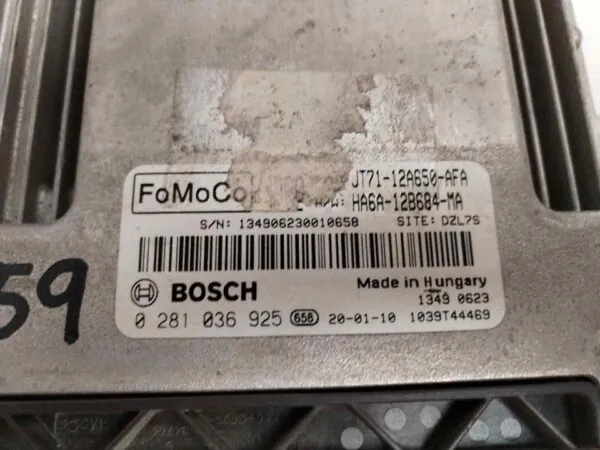 FoMoCo JT71-12A650-AFA
H/W: HA6A-12B684-MA
S/N: 134906230010658 SITE: DZL7S
59
BOSCH Made in Hungary
1349 0623
0 281 036 925 658 20-01-10 1039T44469